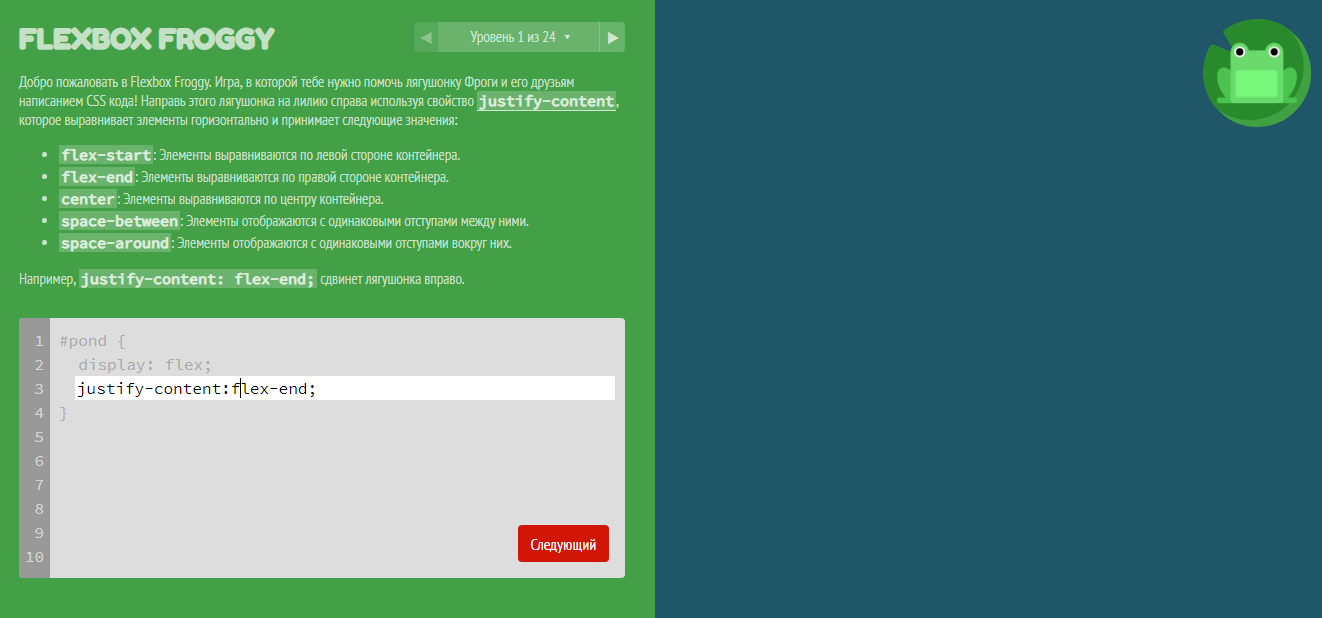 FLEXBOX FROGGY
◀ Уровень 1 из 24 ▾ ▶
Добро пожаловать в Flexbox Froggy. Игра, в которой тебе нужно помочь лягушонку Фроги и его друзьям
написанием CSS кода! Направь этого лягушонка на лилию справа используя свойство justify-content,
которое выравнивает элементы горизонтально и принимает следующие значения:
• flex-start: Элементы выравниваются по левой стороне контейнера.
• flex-end: Элементы выравниваются по правой стороне контейнера.
• center: Элементы выравниваются по центру контейнера.
• space-between: Элементы отображаются с одинаковыми отступами между ними.
• space-around: Элементы отображаются с одинаковыми отступами вокруг них.
Например, justify-content: flex-end; сдвинет лягушонка вправо.
1 #pond {
2 display: flex;
3 justify-content:flex-end;
4 }
5
6
7
8
9
10
Следующий